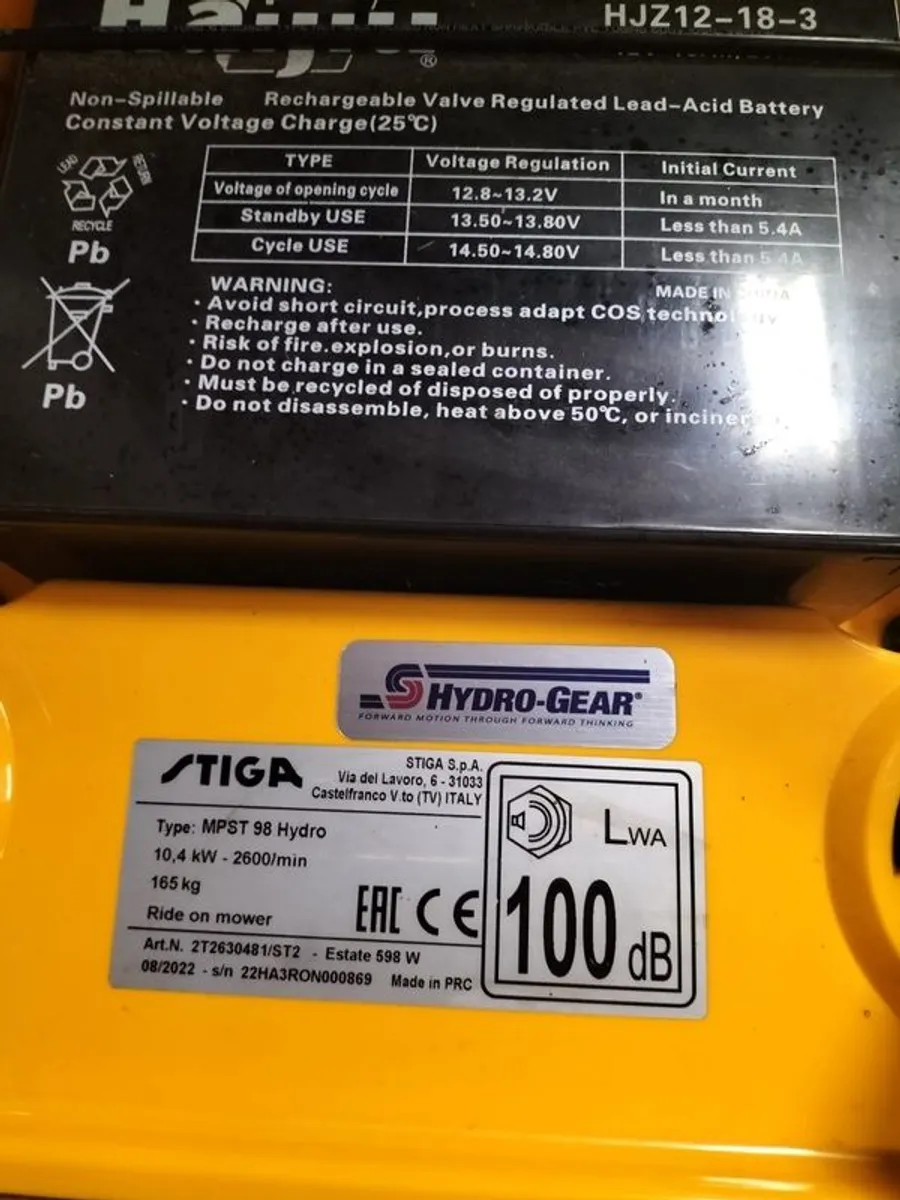 HJZ12-18-3
®
Non-Spillable Rechargeable Valve Regulated Lead-Acid Battery
Constant Voltage Charge(25℃)
LEAD RETURN
RECYCLE
Pb
TYPE Voltage Regulation Initial Current
Voltage of opening cycle 12.8~13.2V In a month
Standby USE 13.50~13.80V Less than 5.4A
Cycle USE 14.50~14.80V Less than 5.4A
WARNING: MADE IN
· Avoid short circuit,process adapt COS technology
· Recharge after use.
· Risk of fire.explosion,or burns.
· Do not charge in a sealed container.
· Must be recycled of disposed of properly.
· Do not disassemble, heat above 50℃, or
Pb
HYDRO-GEAR®
FORWARD MOTION THROUGH FORWARD THINKING
STIGA
STIGA S.p.A.
Via del Lavoro, 6 - 31033
Castelfranco V.to (TV) ITALY
Type: MPST 98 Hydro
10,4 kW - 2600/min
165 kg
Ride on mower
EAC CE
Art.N. 2T2630481/ST2 - Estate 598 W
08/2022 - s/n 22HA3RON000869 Made in PRC
LWA
100 dB